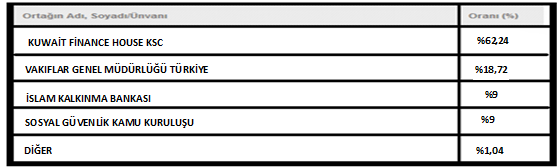 Ortağın Adı, Soyadı/Ünvanı Oranı (%)
KUWAİT FİNANCE HOUSE KSC %62,24
VAKIFLAR GENEL MÜDÜRLÜĞÜ TÜRKİYE %18,72
İSLAM KALKINMA BANKASI %9
SOSYAL GÜVENLİK KAMU KURULUŞU %9
DİĞER %1,04